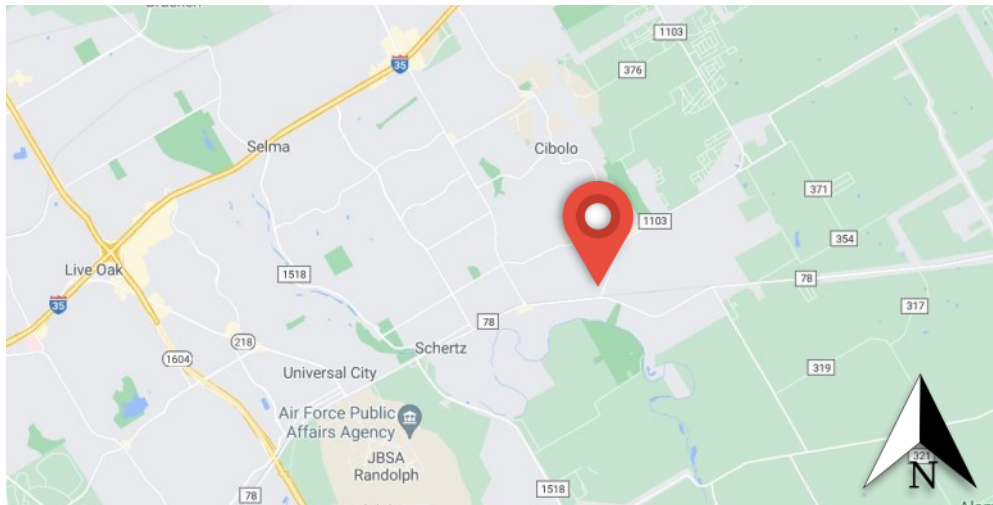 35
1103
376
Selma
Cibolo
371
1103
354
Live Oak
1518
78
35
317
78
218
Schertz
1604
319
Universal City
Air Force Public
Affairs Agency
JBSA
Randolph
321
N
78
1518